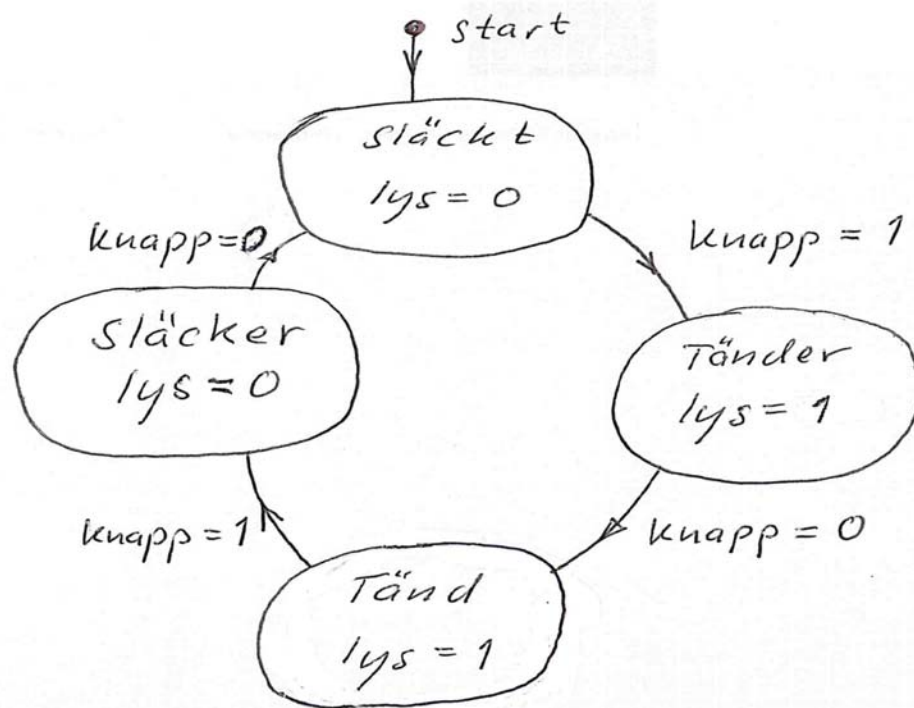 start
Släckt
lys = 0
knapp=0
knapp = 1
Släcker
lys = 0
Tänder
lys = 1
knapp=1
knapp = 0
Tänd
lys = 1